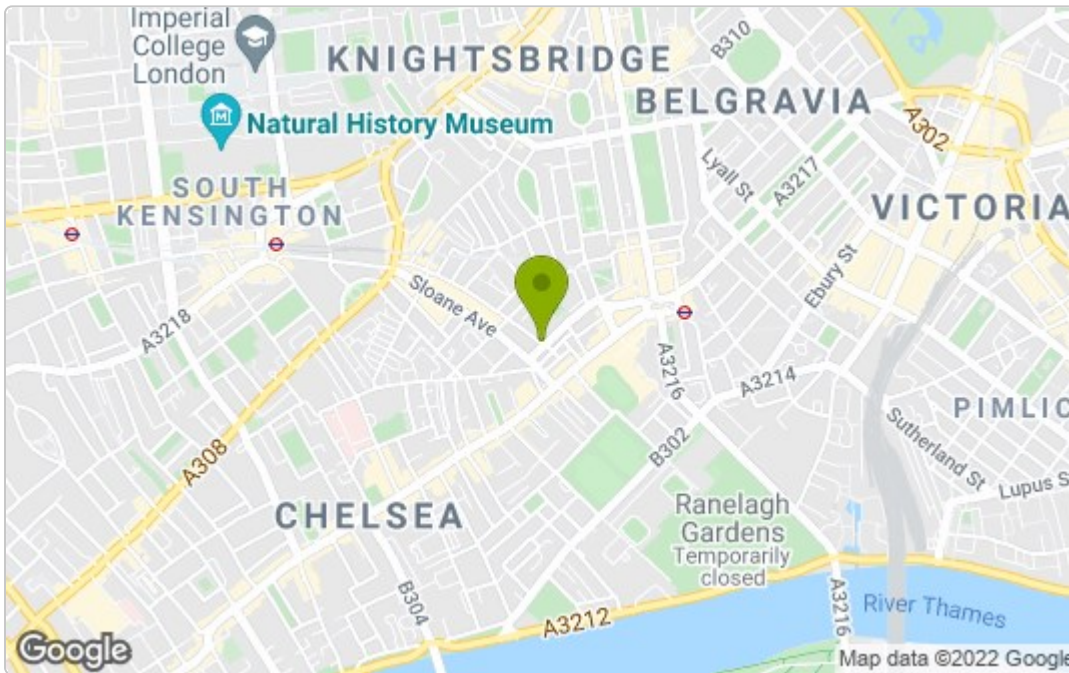 Imperial
College
London
KNIGHTSBRIDGE
B310
BELGRAVIA
A302
Natural History Museum
Lyall St
A3217
SOUTH
KENSINGTON
VICTORIA
Ebury St
Sloane Ave
A3218
A3216
A3214
PIMLIC
A308
B302
Sutherland St
Lupus S
CHELSEA
Ranelagh
Gardens
Temporarily
closed
B304
A3212
A3216
River Thames
Google
Map data ©2022 Google